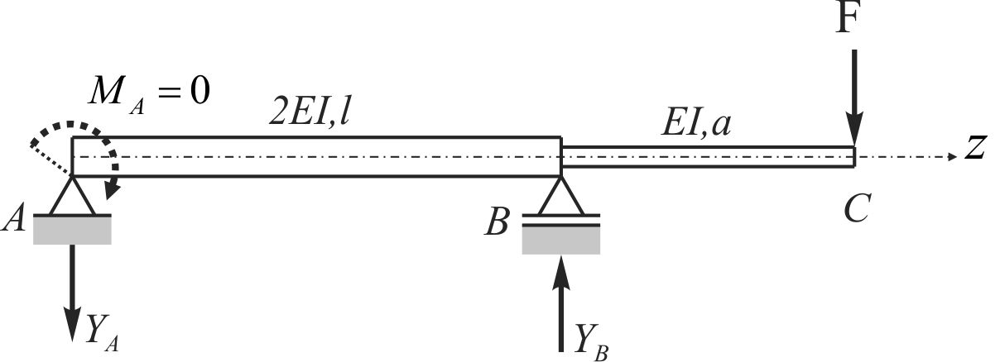 F
M_A = 0
2EI,l
EI,a
z
A
B
C
Y_A
Y_B